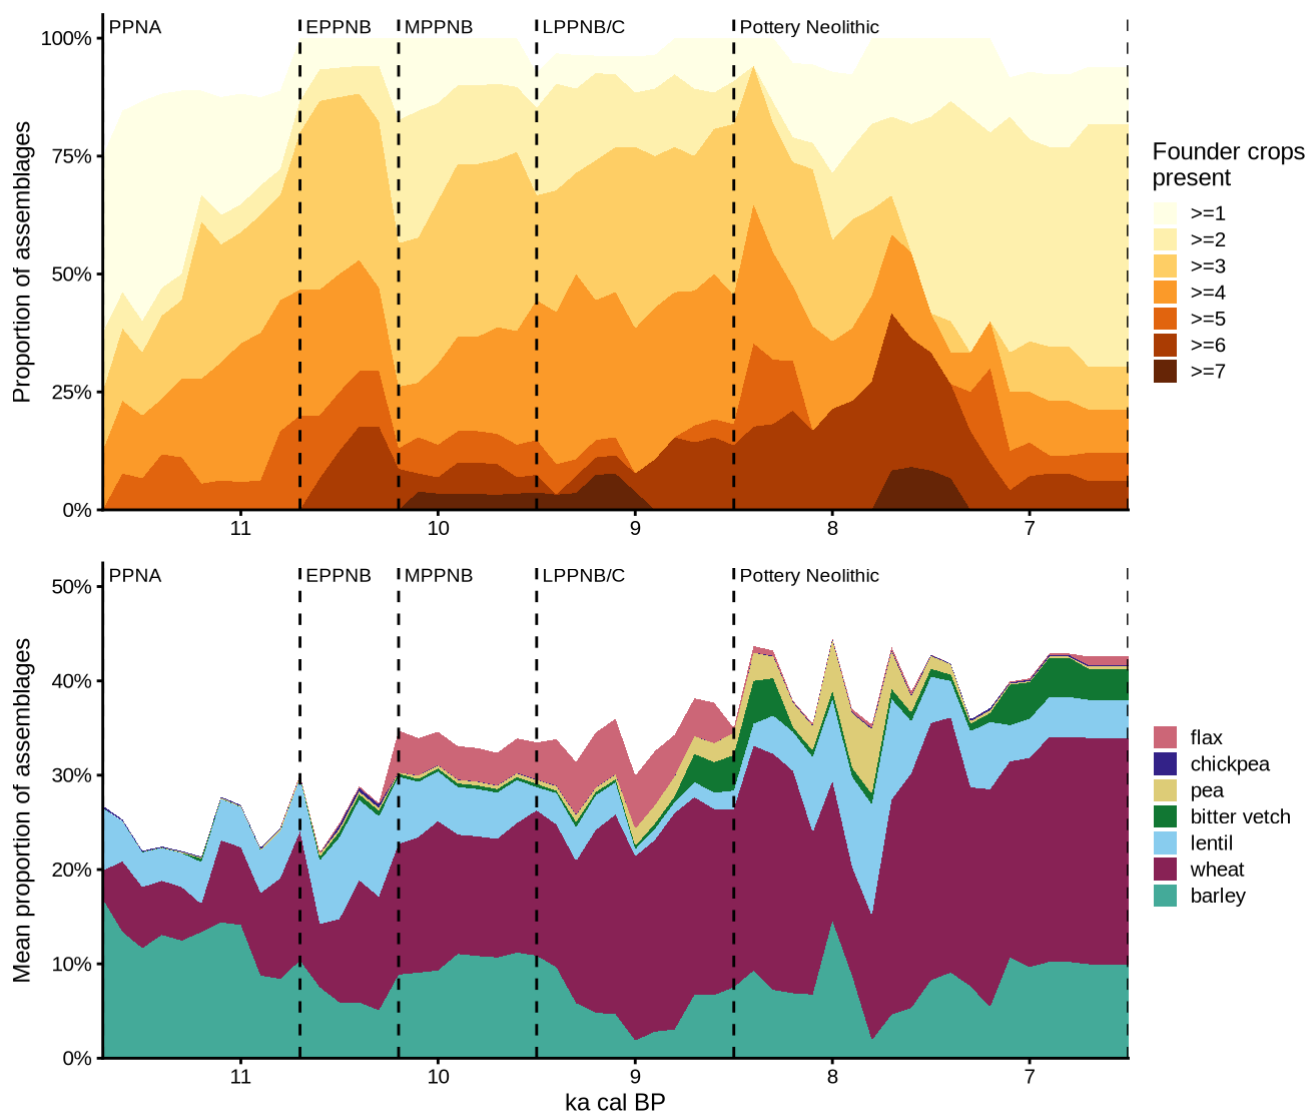 PPNA EPPNB MPPNB LPPNB/C Pottery Neolithic
100%
75%
50%
25%
0%
Proportion of assemblages
11 10 9 8 7
Founder crops
present
>=1
>=2
>=3
>=4
>=5
>=6
>=7
PPNA EPPNB MPPNB LPPNB/C Pottery Neolithic
50%
40%
30%
20%
10%
0%
Mean proportion of assemblages
11 10 9 8 7
ka cal BP
flax
chickpea
pea
bitter vetch
lentil
wheat
barley